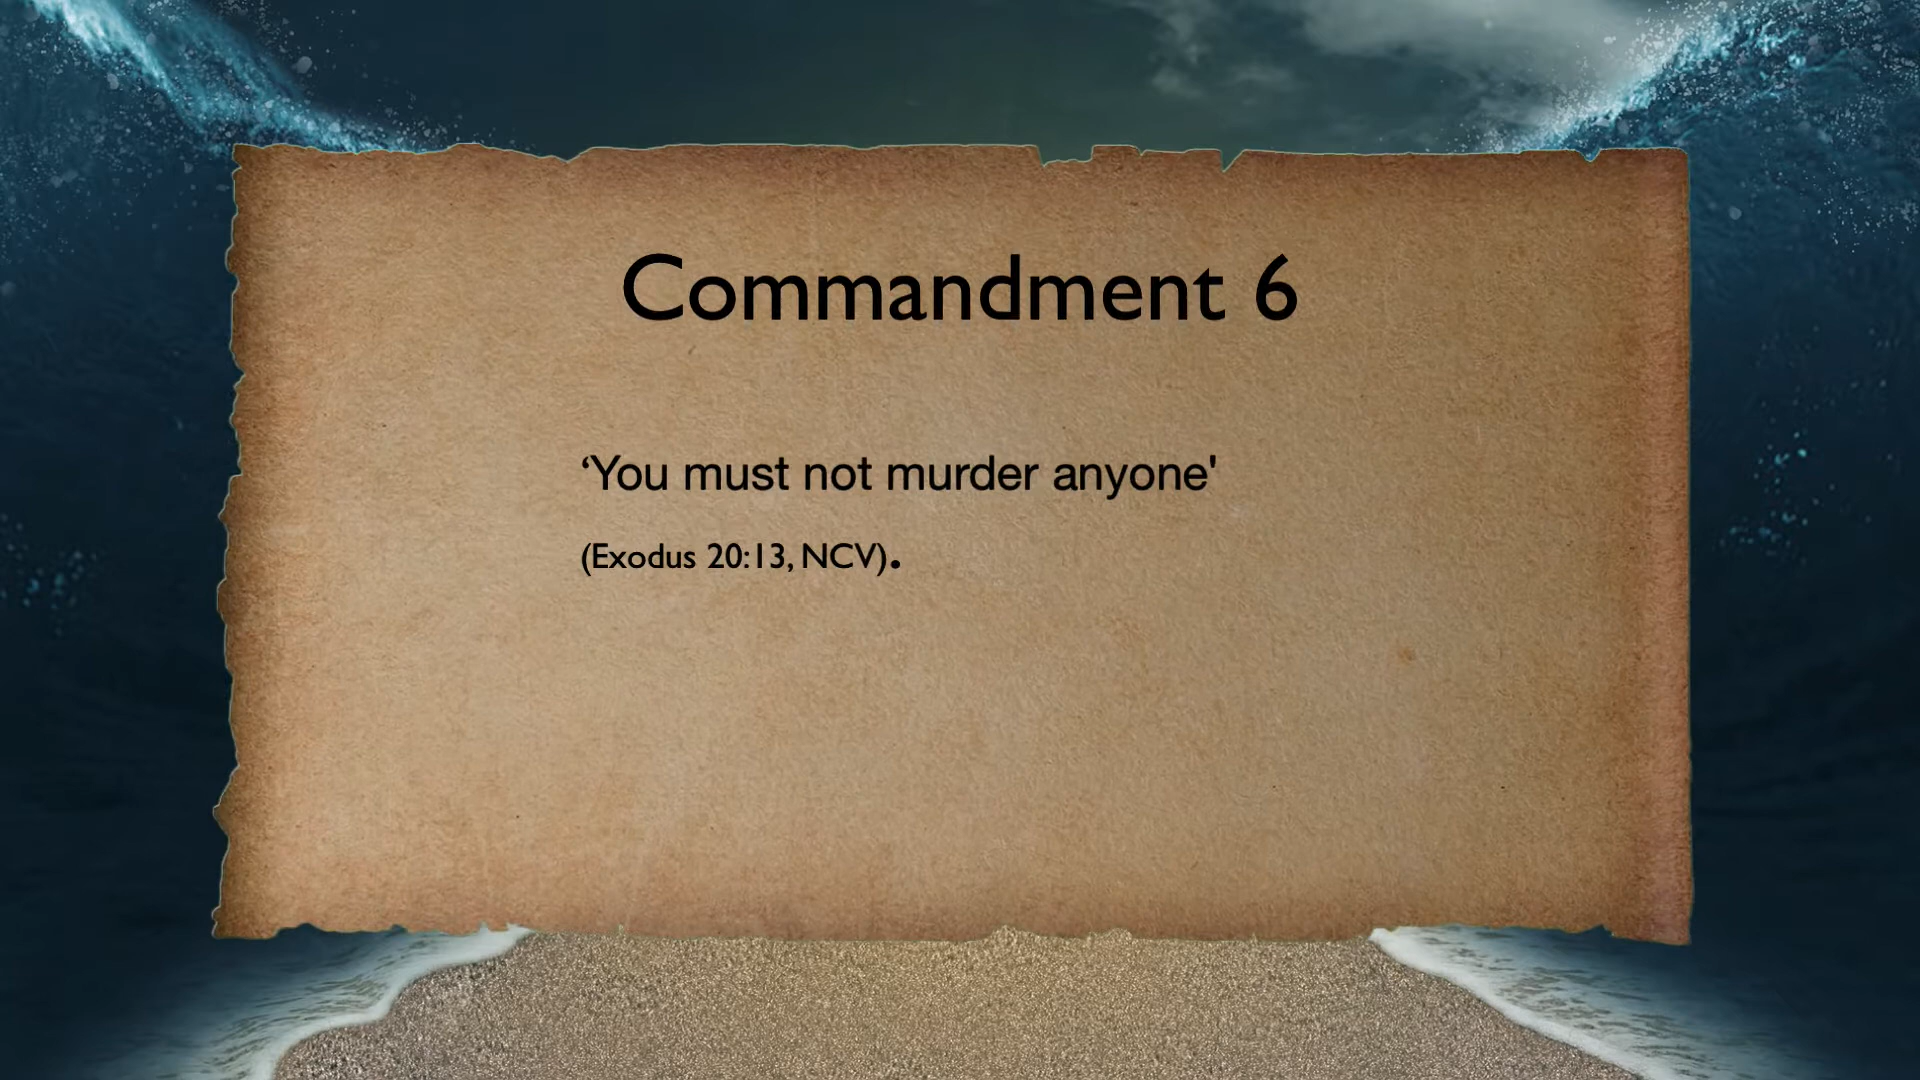 Commandment 6
‘You must not murder anyone'
(Exodus 20:13, NCV).